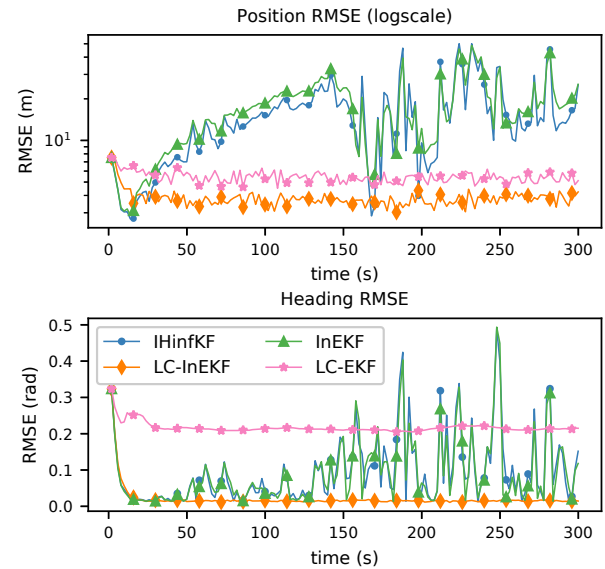 Position RMSE (logscale)
RMSE (m)
10¹
0 50 100 150 200 250 300
time (s)
Heading RMSE
RMSE (rad)
0.5
0.4
0.3
0.2
0.1
0.0
IHinfKF
InEKF
LC-InEKF
LC-EKF
0 50 100 150 200 250 300
time (s)